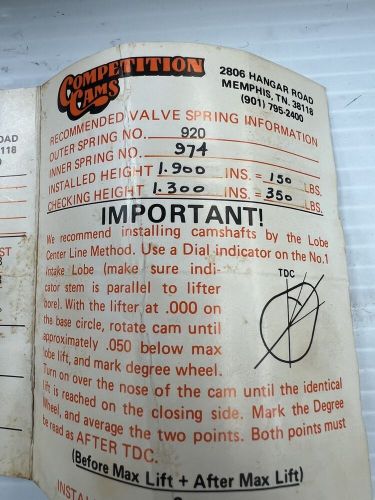 COMPETITION
CAMS
2806 HANGAR ROAD
MEMPHIS, TN. 38118
(901) 795-2400
RECOMMENDED VALVE SPRING INFORMATION
OUTER SPRING NO. 920
INNER SPRING NO. 974
INSTALLED HEIGHT 1.900 INS. = 150 LBS.
CHECKING HEIGHT 1.300 INS. = 350 LBS.
IMPORTANT!
We recommend installing camshafts by the Lobe
Center Line Method. Use a Dial indicator on the No.1
Intake Lobe (make sure indi-
cator stem is parallel to lifter
bore). With the lifter at .000 on
the base circle, rotate cam until
approximately .050 below max
lobe lift, and mark degree wheel.
TDC
Turn on over the nose of the cam until the identical
lift is reached on the closing side. Mark the Degree
Wheel, and average the two points. Both points must
be read as AFTER TDC.
(Before Max Lift + After Max Lift)
OAD
118
ST